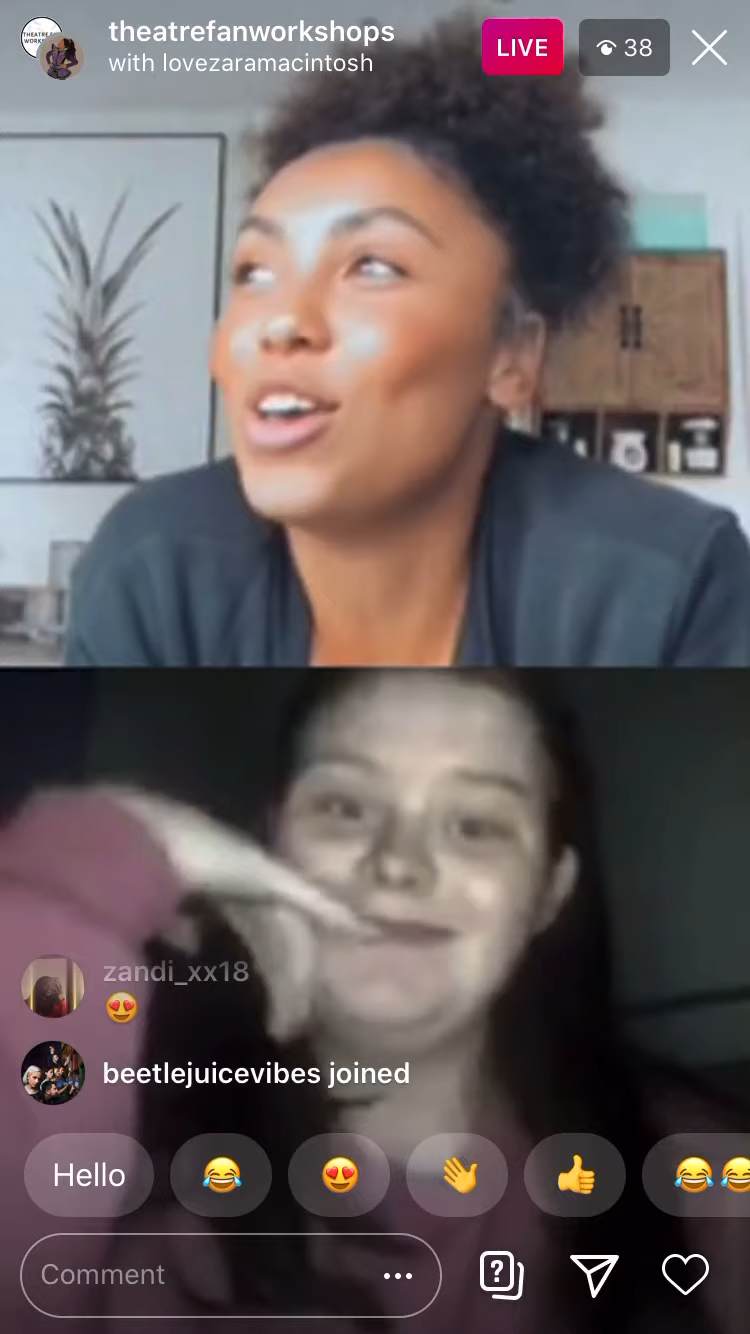 theatrefanworkshops
with lovezaramacintosh
LIVE
38
zandi_xx18
😍
beetlejuicevibes joined
Hello
😂
😍
👋
👍
😂😂
Comment